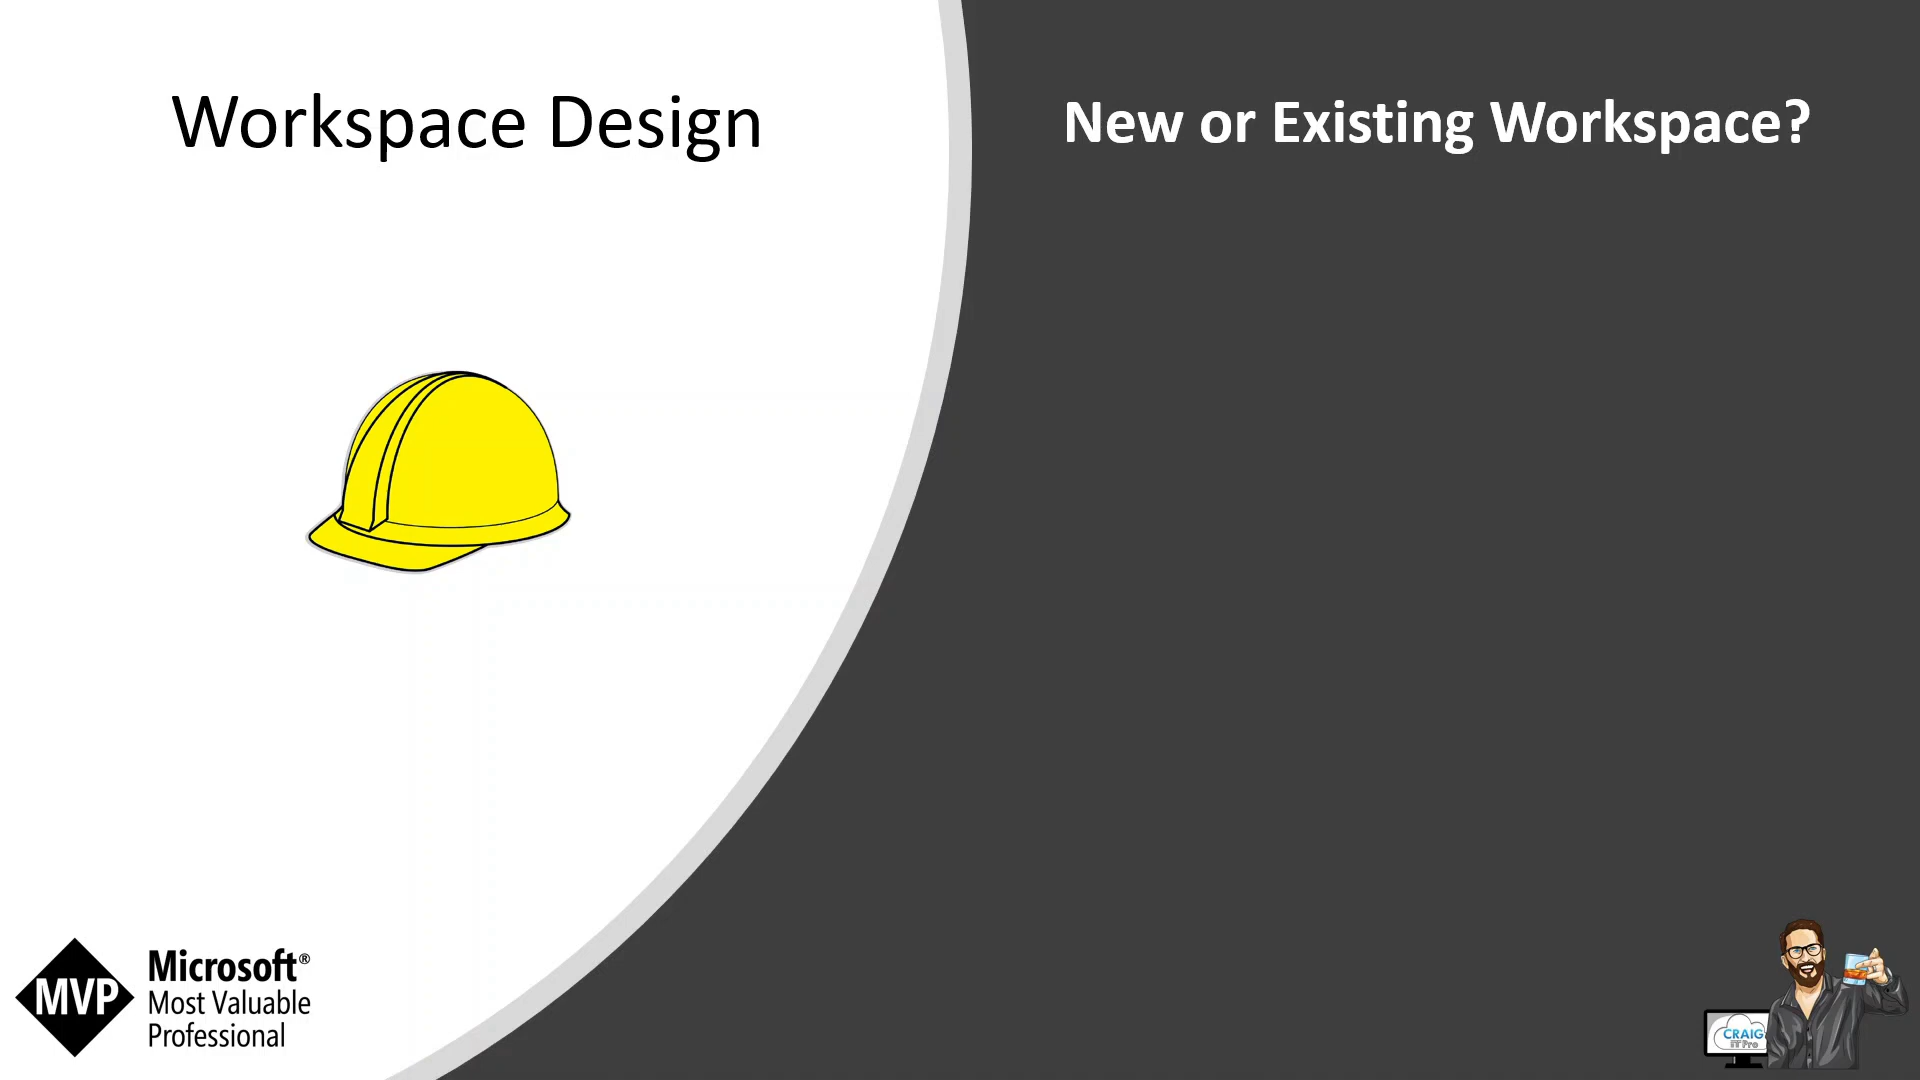 Workspace Design
New or Existing Workspace?
MVP
Microsoft®
Most Valuable
Professional
CRAIG
IT Pro